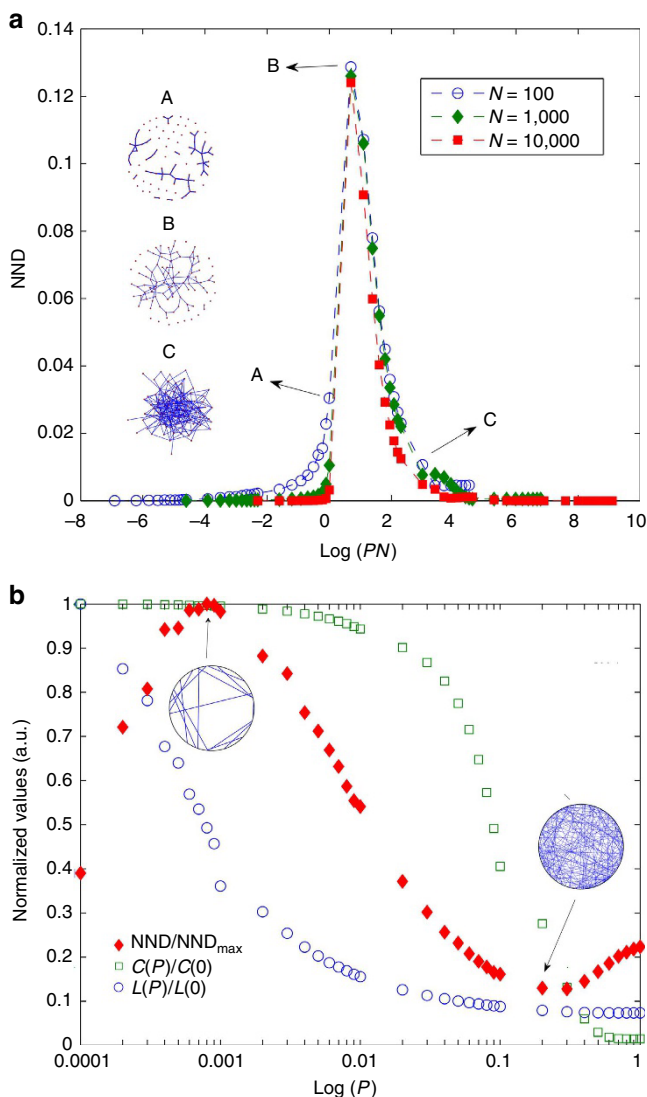 a
0.14
0.12
0.1
0.08
0.06
0.04
0.02
0
NND
A
B
C
B
A
C
N = 100
N = 1,000
N = 10,000
−8 −6 −4 −2 0 2 4 6 8 10
Log (PN)
b
1
0.9
0.8
0.7
0.6
0.5
0.4
0.3
0.2
0.1
0
Normalized values (a.u.)
NND/NNDmax
C(P)/C(0)
L(P)/L(0)
0.0001 0.001 0.01 0.1 1
Log (P)